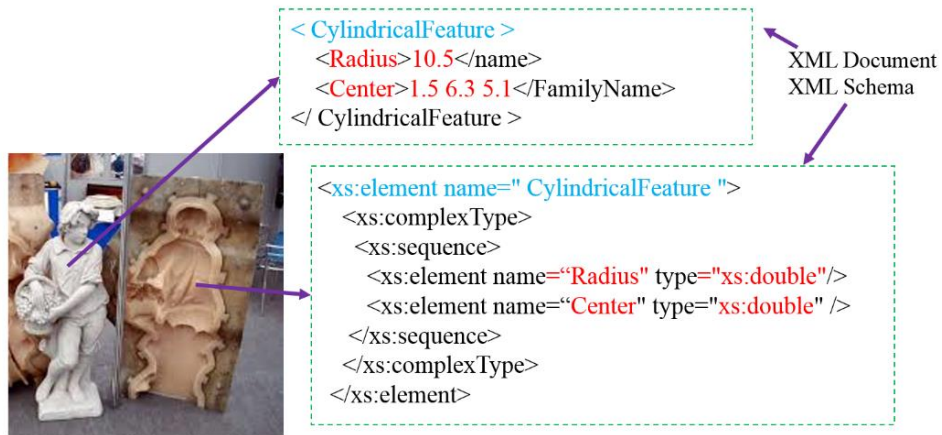 < CylindricalFeature >
<Radius>10.5</name>
<Center>1.5 6.3 5.1</FamilyName>
</ CylindricalFeature >
XML Document
XML Schema
<xs:element name=" CylindricalFeature ">
<xs:complexType>
<xs:sequence>
<xs:element name=“Radius" type="xs:double"/>
<xs:element name=“Center" type="xs:double" />
</xs:sequence>
</xs:complexType>
</xs:element>